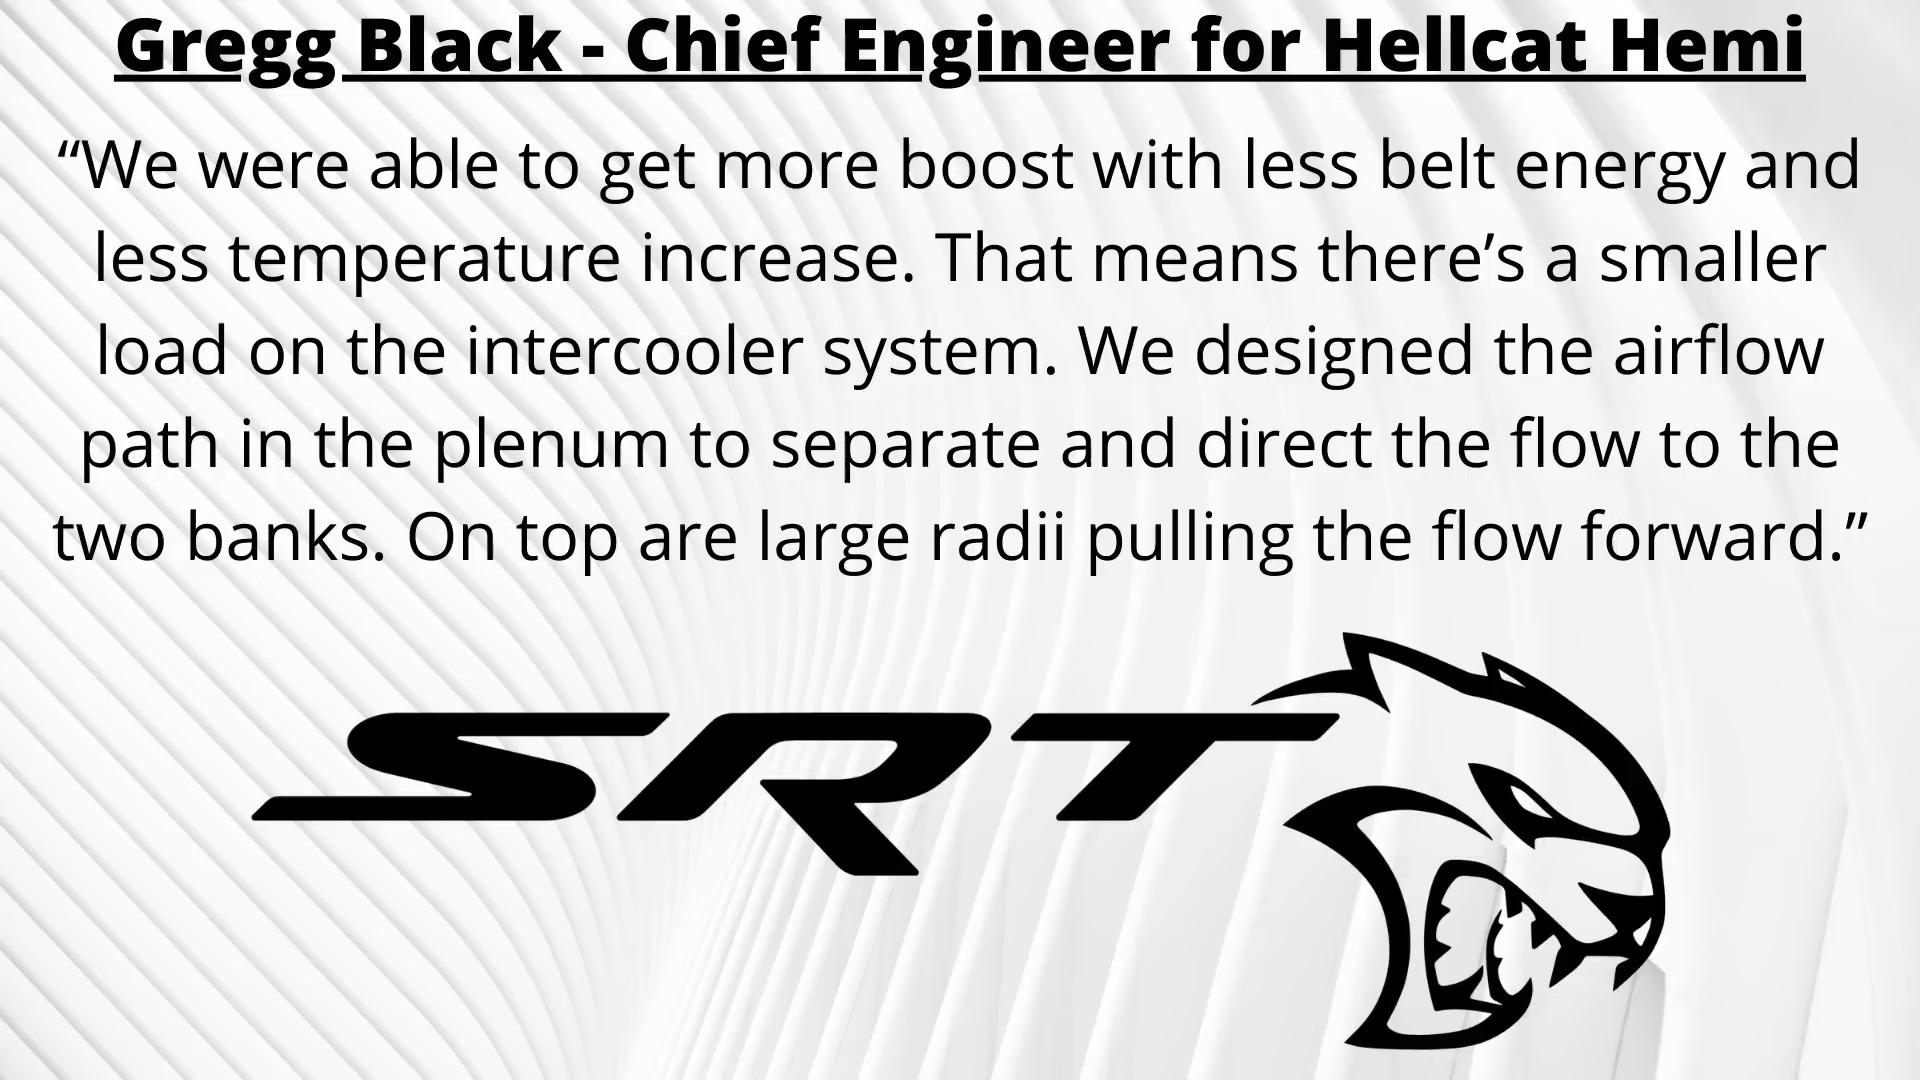 Gregg Black - Chief Engineer for Hellcat Hemi
“We were able to get more boost with less belt energy and
less temperature increase. That means there’s a smaller
load on the intercooler system. We designed the airflow
path in the plenum to separate and direct the flow to the
two banks. On top are large radii pulling the flow forward.”
SRT